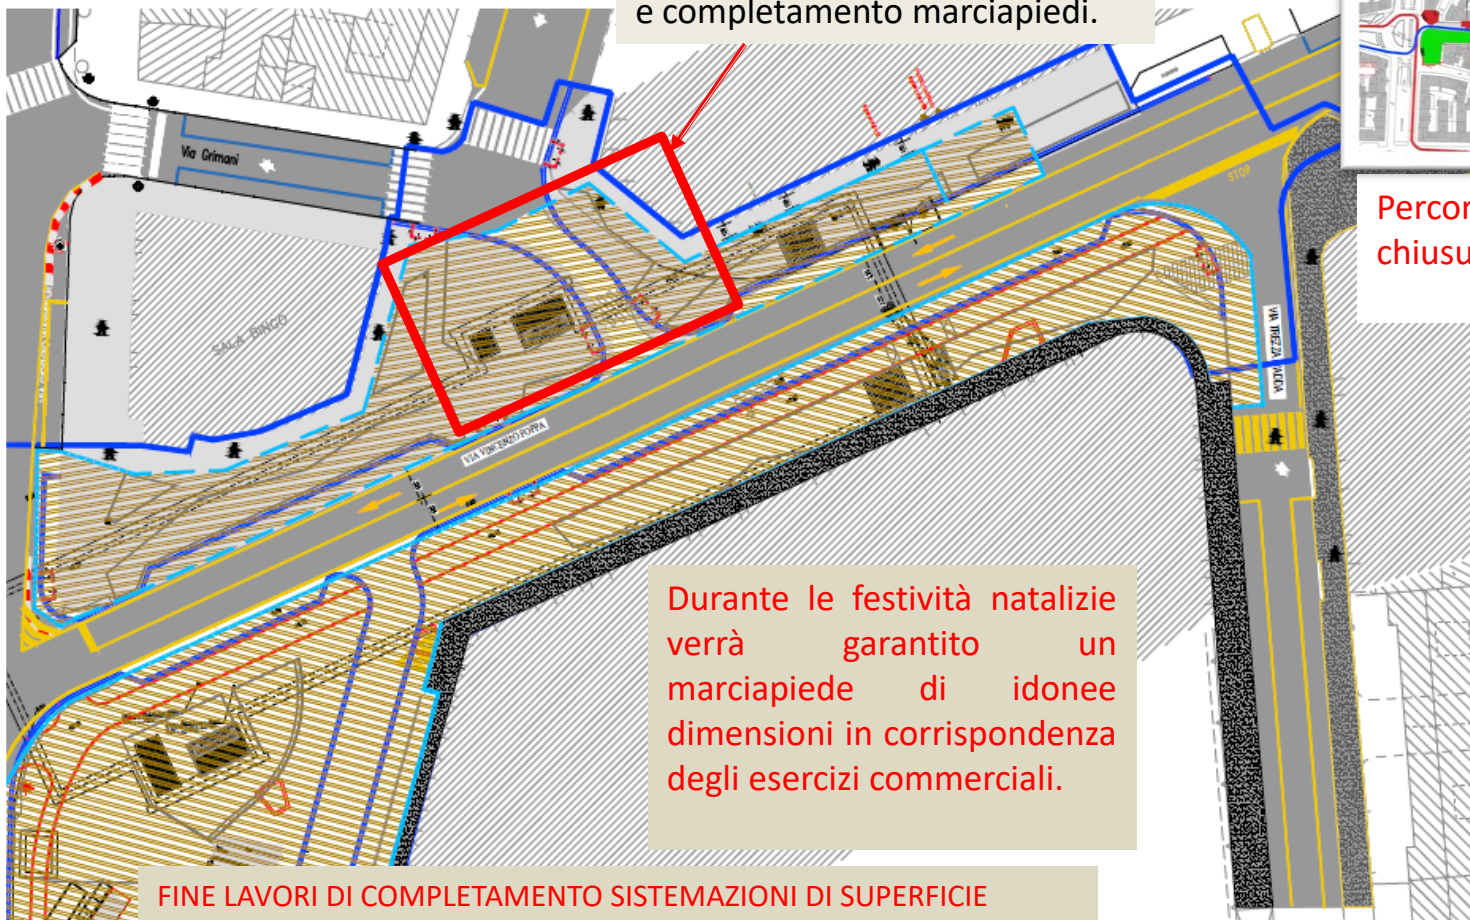 e completamento marciapiedi.
Via Grimani
STOP
Percor
chiusu
SALA BINGO
VIA VINCENZO FOPPA
VIA TREZZA D'ADDA
Durante le festività natalizie
verrà garantito un
marciapiede di idonee
dimensioni in corrispondenza
degli esercizi commerciali.
FINE LAVORI DI COMPLETAMENTO SISTEMAZIONI DI SUPERFICIE